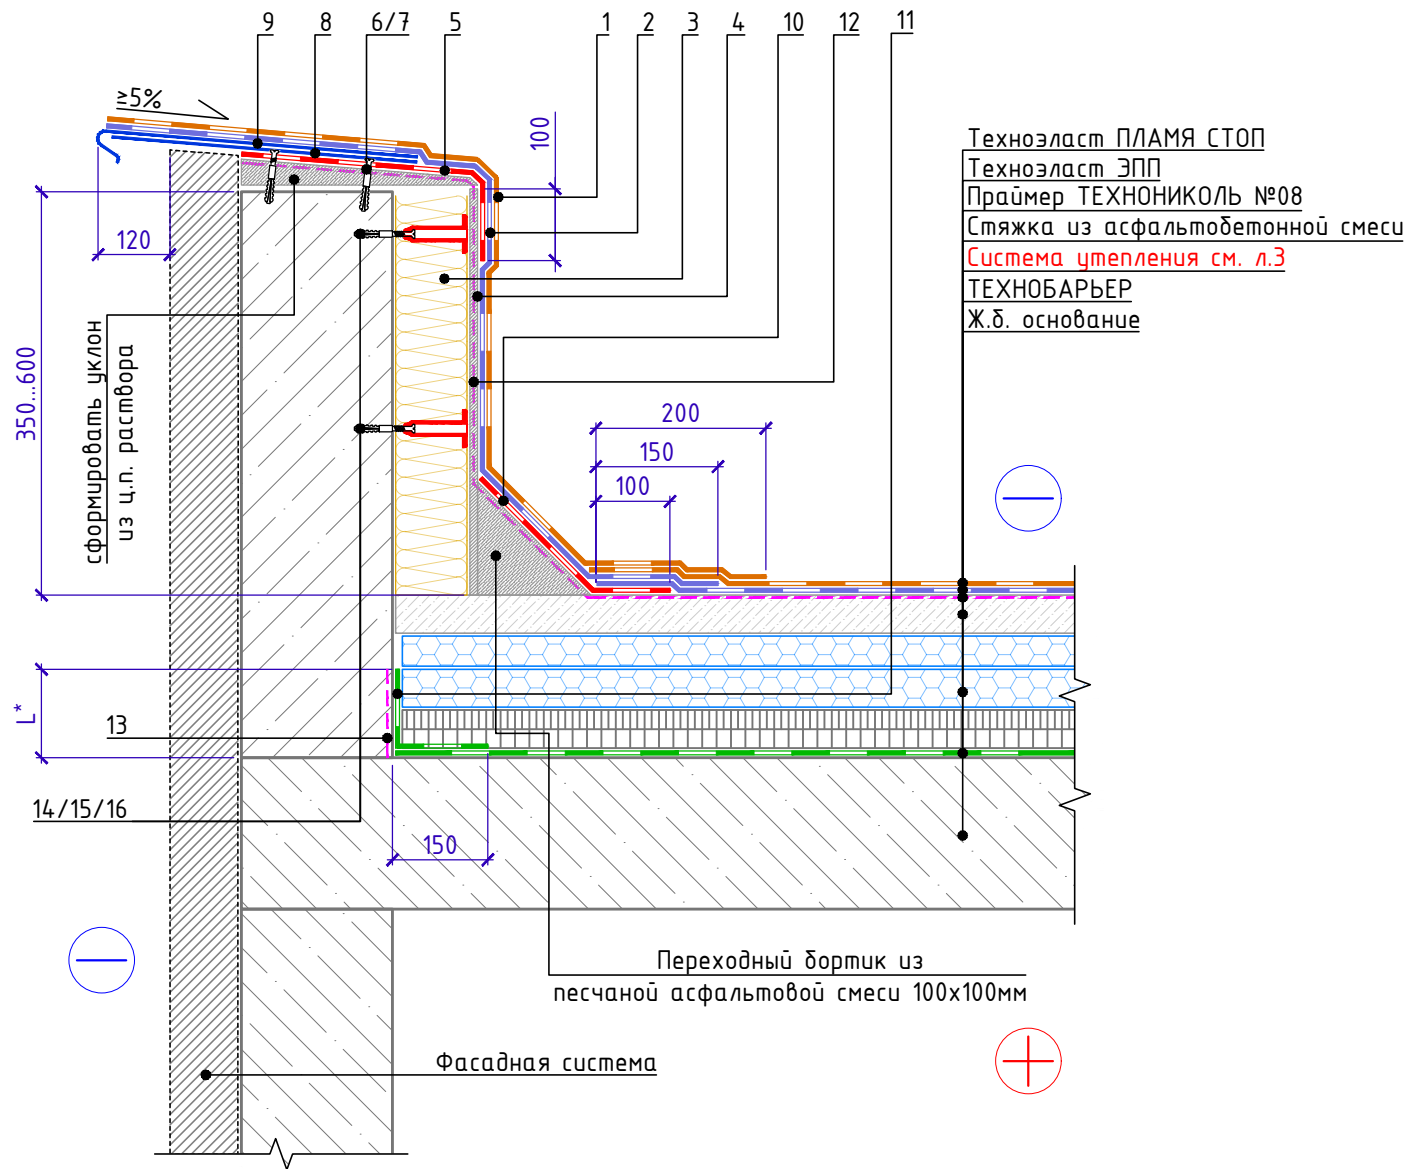 9
8
6/7
5
1
2
3
4
10
12
11
≥5%
100
Техноэласт ПЛАМЯ СТОП
Техноэласт ЭПП
Праймер ТЕХНОНИКОЛЬ №08
Стяжка из асфальтобетонной смеси
Система утепления см. л.3
ТЕХНОБАРЬЕР
Ж.б. основание
120
350...600
сформировать уклон
из ц.п. раствора
200
150
100
L*
13
14/15/16
150
Переходный бортик из
песчаной асфальтовой смеси 100х100мм
Фасадная система